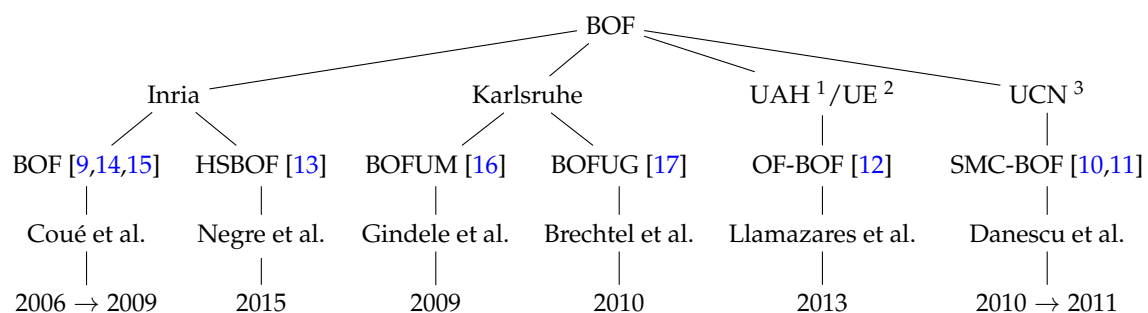 BOF
Inria Karlsruhe UAH 1/UE 2 UCN 3
BOF [9,14,15] HSBOF [13] BOFUM [16] BOFUG [17] OF-BOF [12] SMC-BOF [10,11]
Coué et al. Negre et al. Gindele et al. Brechtel et al. Llamazares et al. Danescu et al.
2006 → 2009 2015 2009 2010 2013 2010 → 2011